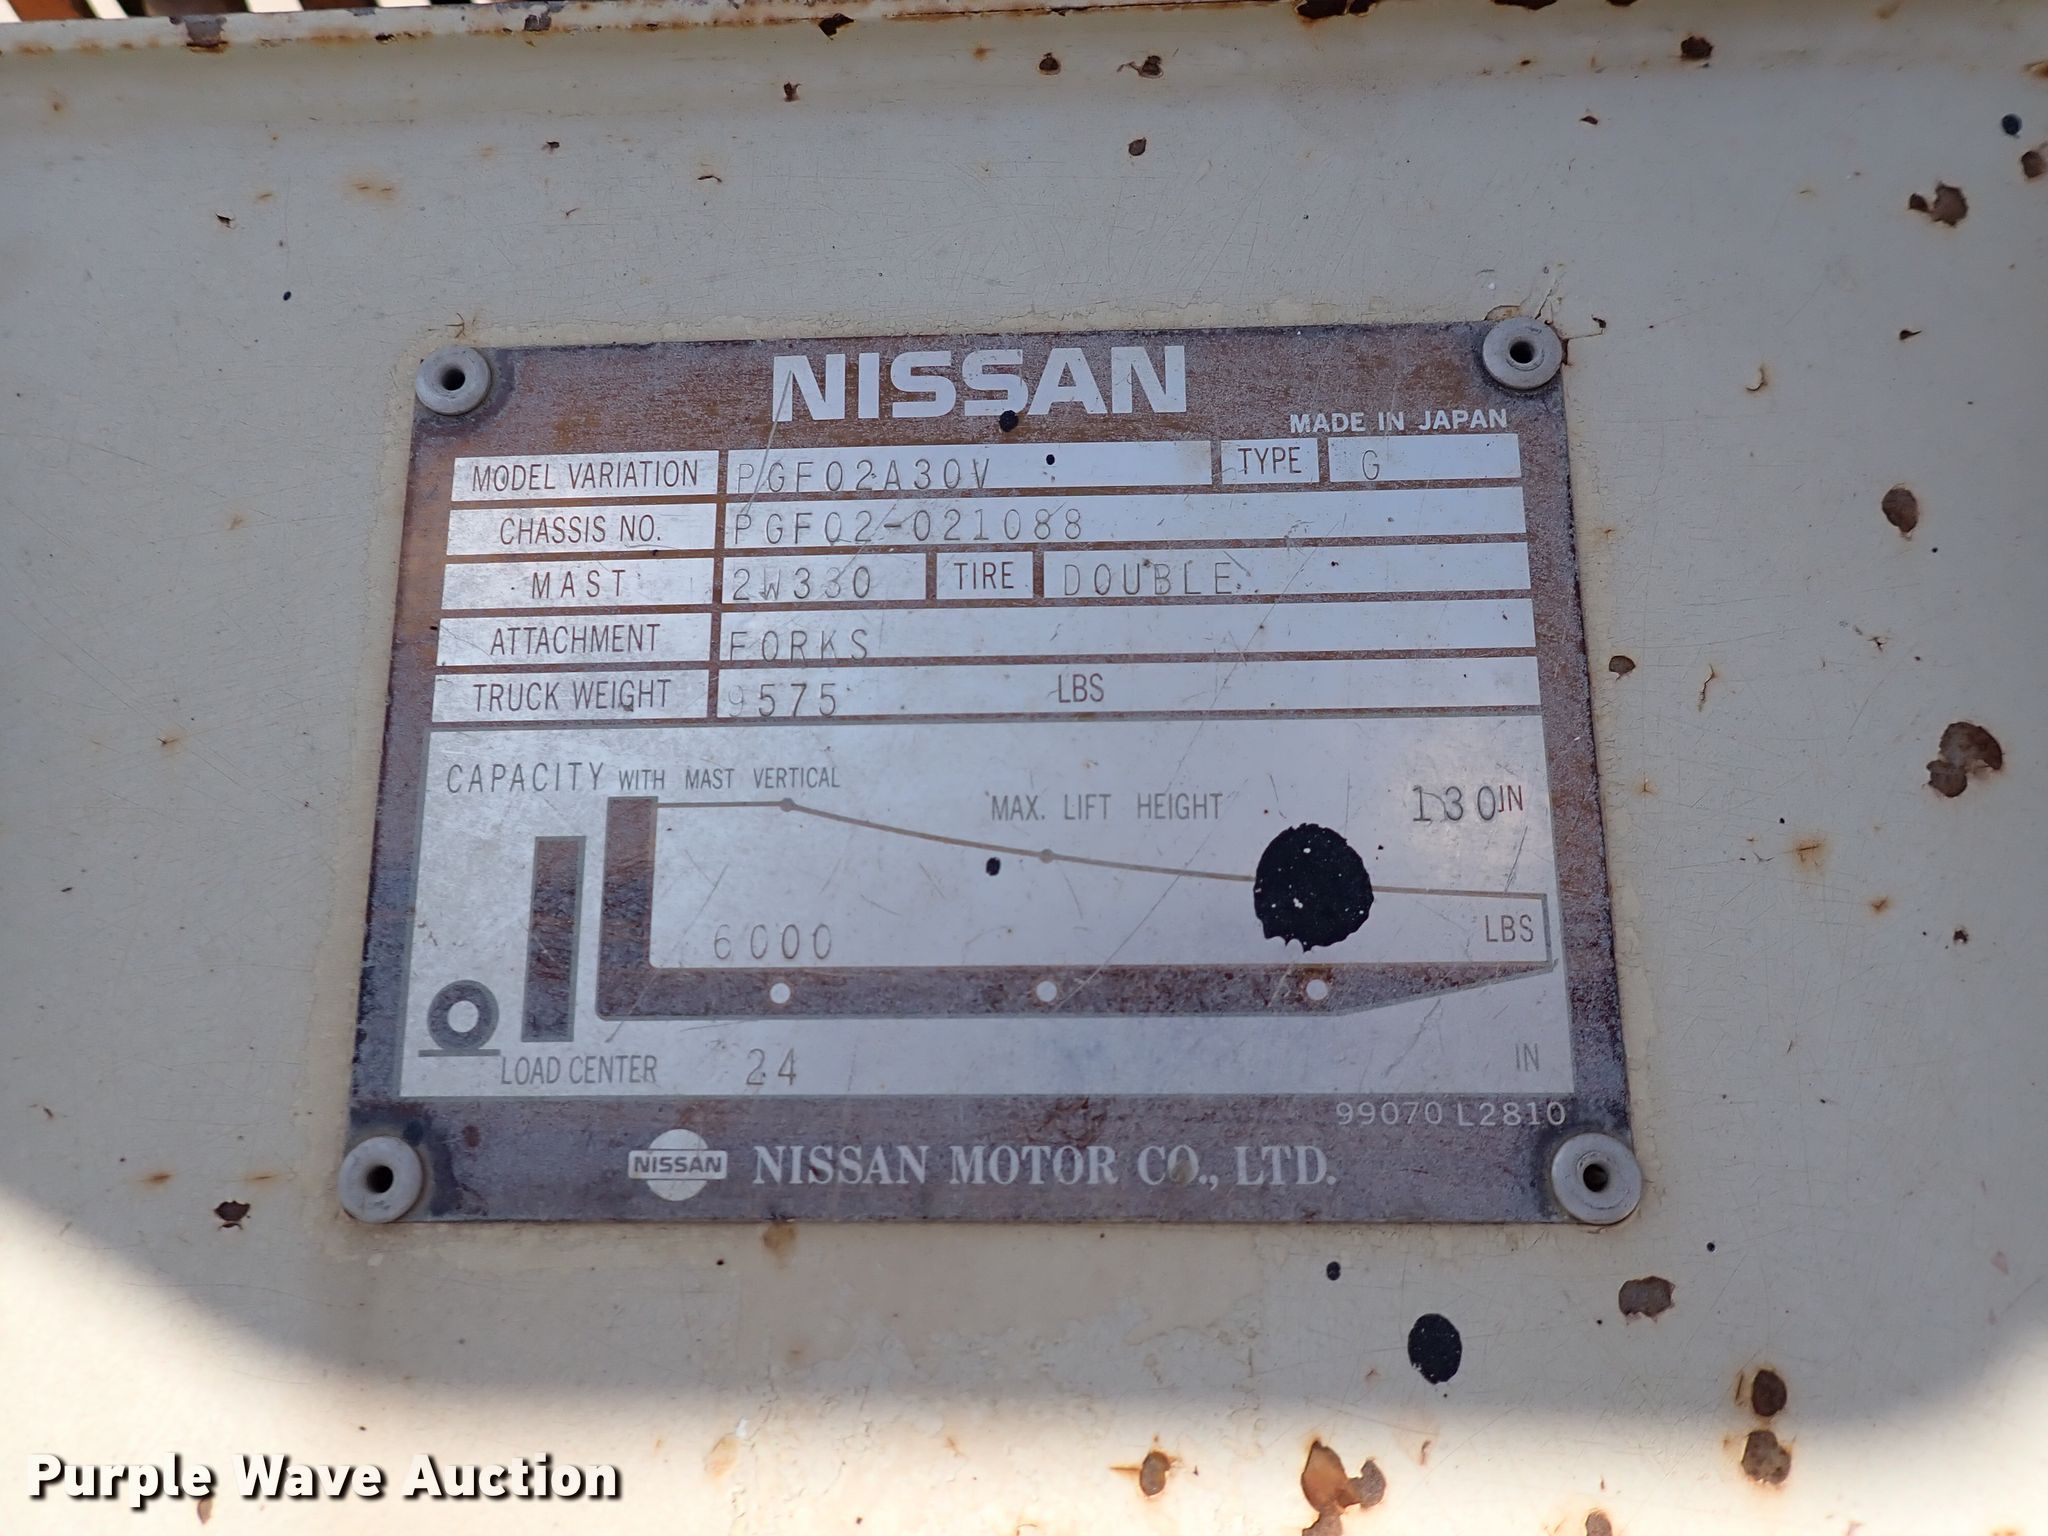 NISSAN
MADE IN JAPAN
MODEL VARIATION PGF02A30V TYPE G
CHASSIS NO. PGF02-021088
MAST 2W330 TIRE DOUBLE
ATTACHMENT FORKS
TRUCK WEIGHT 9575 LBS
CAPACITY WITH MAST VERTICAL
MAX. LIFT HEIGHT 130 IN
6000 LBS
LOAD CENTER 24 IN
99070 L2810
NISSAN NISSAN MOTOR CO., LTD.
Purple Wave Auction